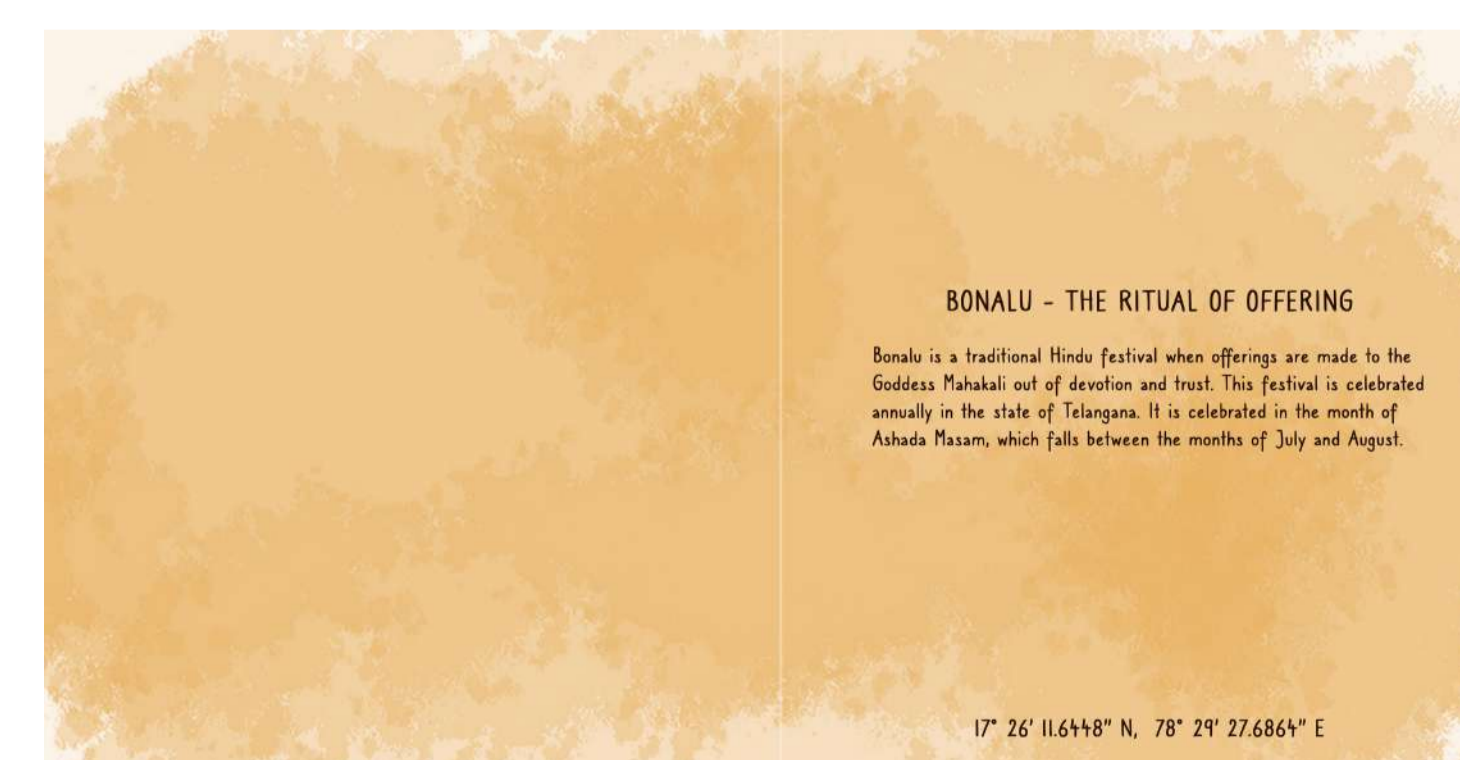 BONALU - THE RITUAL OF OFFERING
Bonalu is a traditional Hindu festival when offerings are made to the
Goddess Mahakali out of devotion and trust. This festival is celebrated
annually in the state of Telangana. It is celebrated in the month of
Ashada Masam, which falls between the months of July and August.
17° 26' 11.6448" N, 78° 29' 27.6864" E